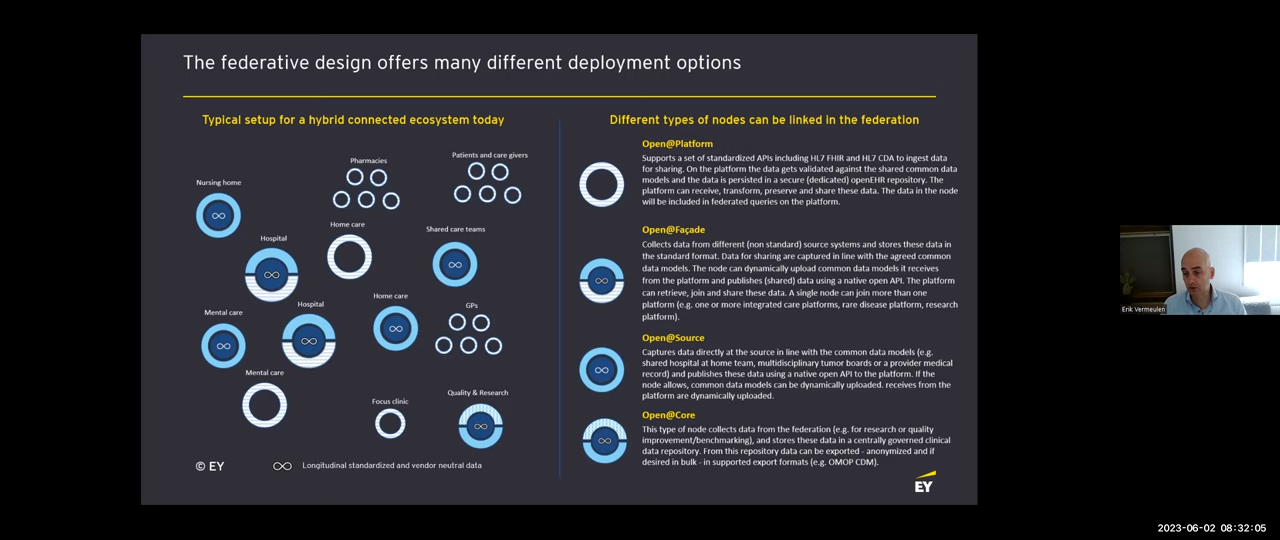 The federative design offers many different deployment options
Typical setup for a hybrid connected ecosystem today
Pharmacies
Patients and care givers
Nursing home
Home care
Shared care teams
Hospital
Home care
Hospital
GPs
Mental care
Mental care
Focus clinic
Quality & Research
© EY
Longitudinal standardized and vendor neutral data
Different types of nodes can be linked in the federation
Open@Platform
Supports a set of standardized APIs including HL7 FHIR and HL7 CDA to ingest data
for sharing. On the platform the data gets validated against the shared common data
models and the data is persisted in a secure (dedicated) openEHR repository. The
platform can receive, transform, preserve and share these data. The data in the node
will be included in federated queries on the platform.
Open@Façade
Collects data from different (non standard) source systems and stores these data in
the standard format. Data for sharing are captured in line with the agreed common
data models. The node can dynamically upload common data models it receives
from the platform and publishes (shared) data using a native open API. The platform
can retrieve, join and share these data. A single node can join more than one
platform (e.g. one or more integrated care platforms, rare disease platform, research
platform).
Open@Source
Captures data directly at the source in line with the common data models (e.g.
shared hospital at home team, multidisciplinary tumor boards or a provider medical
record) and publishes these data using a native open API to the platform. If the
node allows, common data models can be dynamically uploaded. receives from the
platform are dynamically uploaded.
Open@Core
This type of node collects data from the federation (e.g. for research or quality
improvement/benchmarking), and stores these data in a centrally governed clinical
data repository. From this repository data can be exported - anonymized and if
desired in bulk - in supported export formats (e.g. OMOP CDM).
EY
Erik Vermeulen
2023-06-02 08:32:05